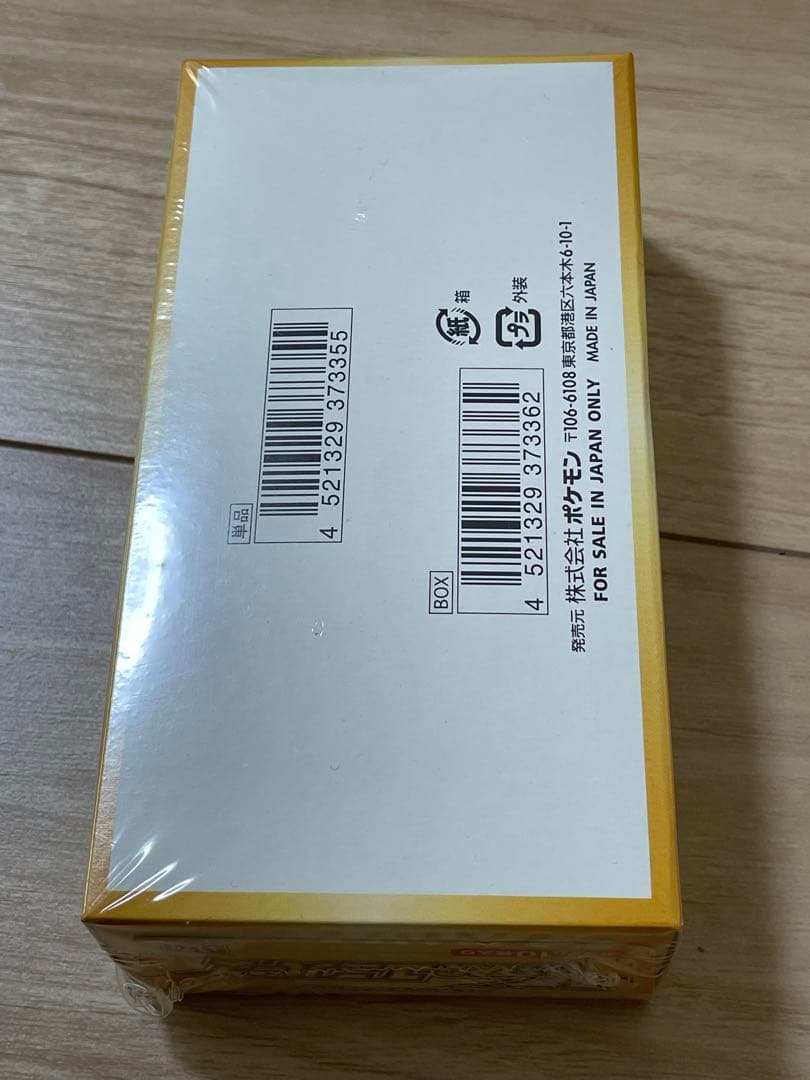 単品
4 521329 373355
BOX
4 521329 373362
紙 箱
プラ 外装
発売元 株式会社 ポケモン 〒106-6108 東京都港区六本木6-10-1
FOR SALE IN JAPAN ONLY MADE IN JAPAN